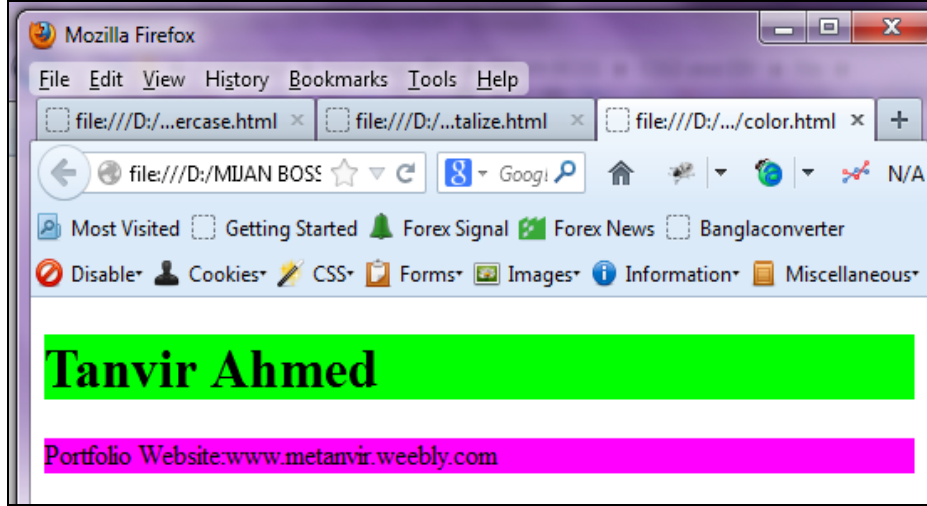 Mozilla Firefox
File Edit View History Bookmarks Tools Help
file:///D:/...ercase.html × file:///D:/...talize.html × file:///D:/.../color.html × +
file:///D:/MIJAN BOSS 8 Googl N/A
Most Visited Getting Started Forex Signal Forex News Banglaconverter
Disable Cookies CSS Forms Images Information Miscellaneous
Tanvir Ahmed
Portfolio Website:www.metanvir.weebly.com